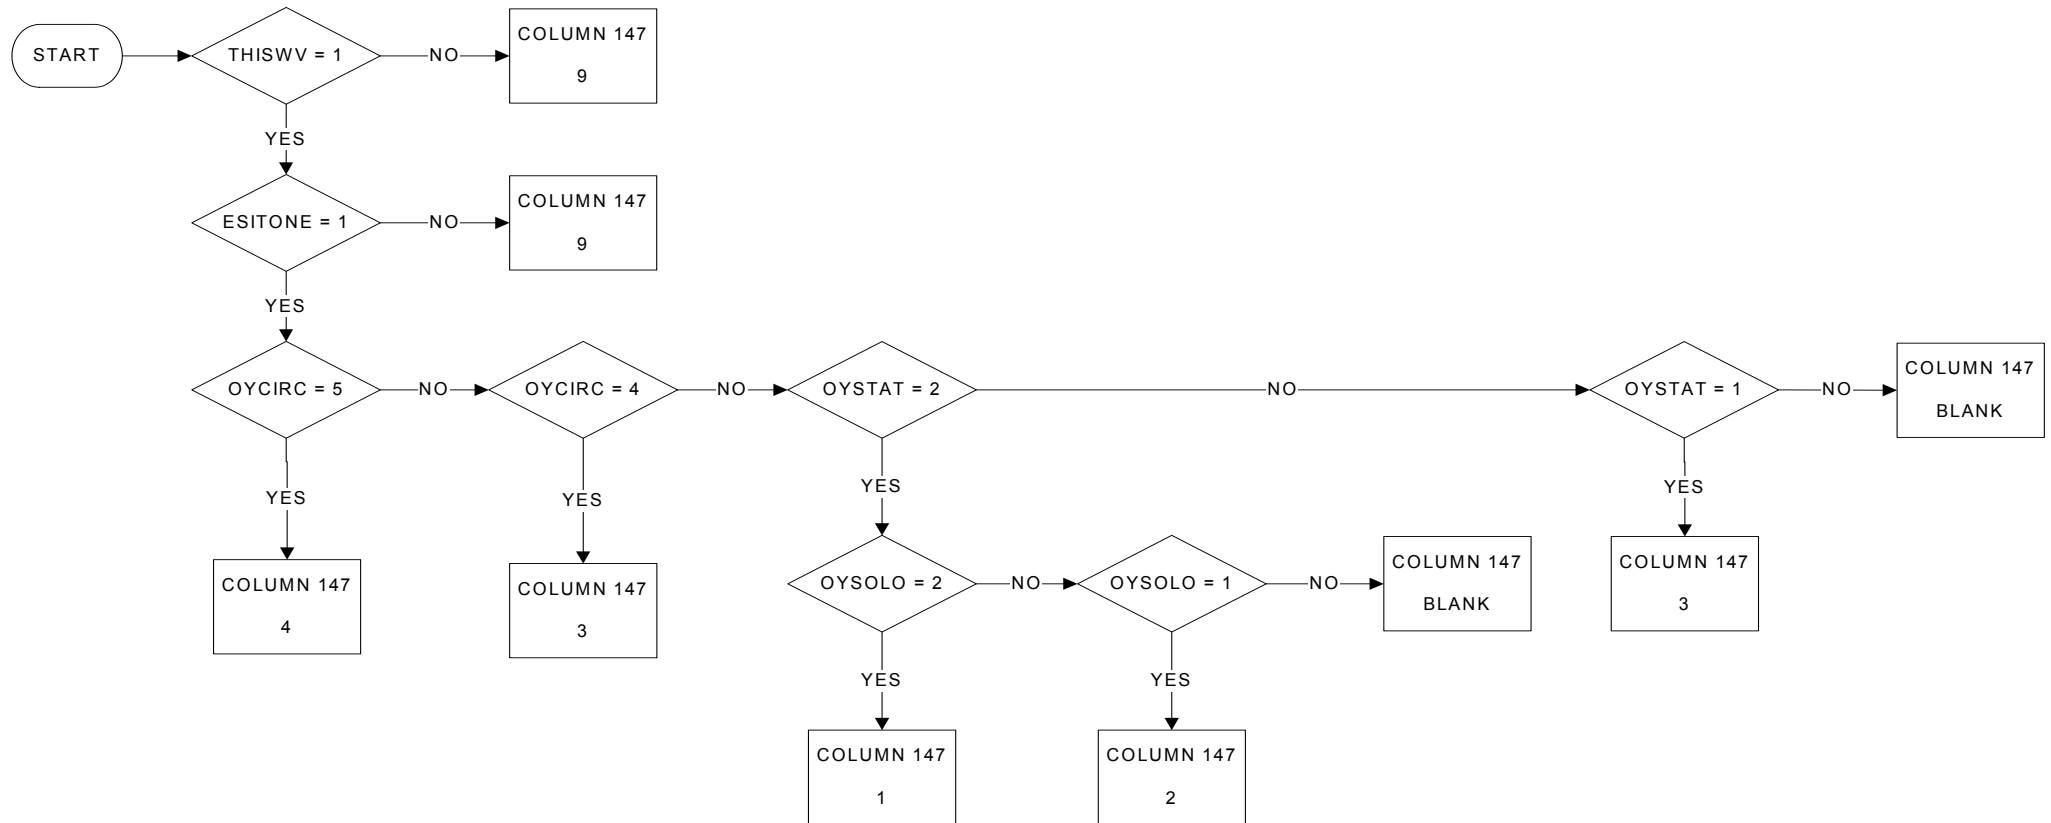 START
THISWV = 1
NO
COLUMN 147
9
YES
ESITONE = 1
NO
COLUMN 147
9
YES
OYCIRC = 5
NO
OYCIRC = 4
NO
OYSTAT = 2
NO
OYSTAT = 1
NO
COLUMN 147
BLANK
YES
COLUMN 147
4
YES
COLUMN 147
3
YES
OYSOLO = 2
NO
OYSOLO = 1
NO
COLUMN 147
BLANK
YES
COLUMN 147
3
YES
COLUMN 147
1
YES
COLUMN 147
2